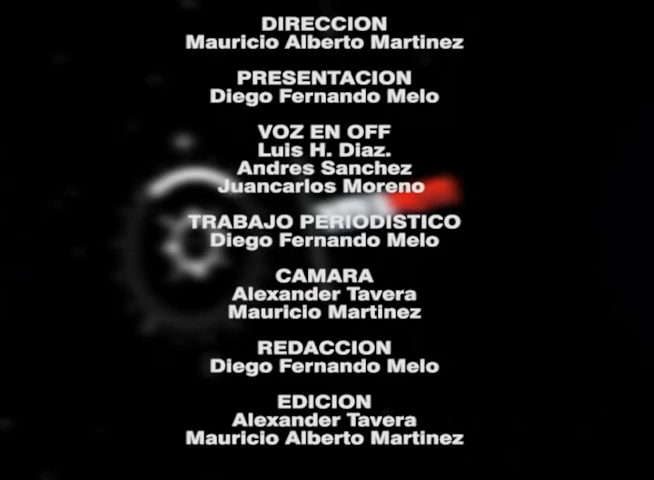 DIRECCION
Mauricio Alberto Martinez
PRESENTACION
Diego Fernando Melo
VOZ EN OFF
Luis H. Diaz.
Andres Sanchez
Juancarlos Moreno
TRABAJO PERIODISTICO
Diego Fernando Melo
CAMARA
Alexander Tavera
Mauricio Martinez
REDACCION
Diego Fernando Melo
EDICION
Alexander Tavera
Mauricio Alberto Martinez